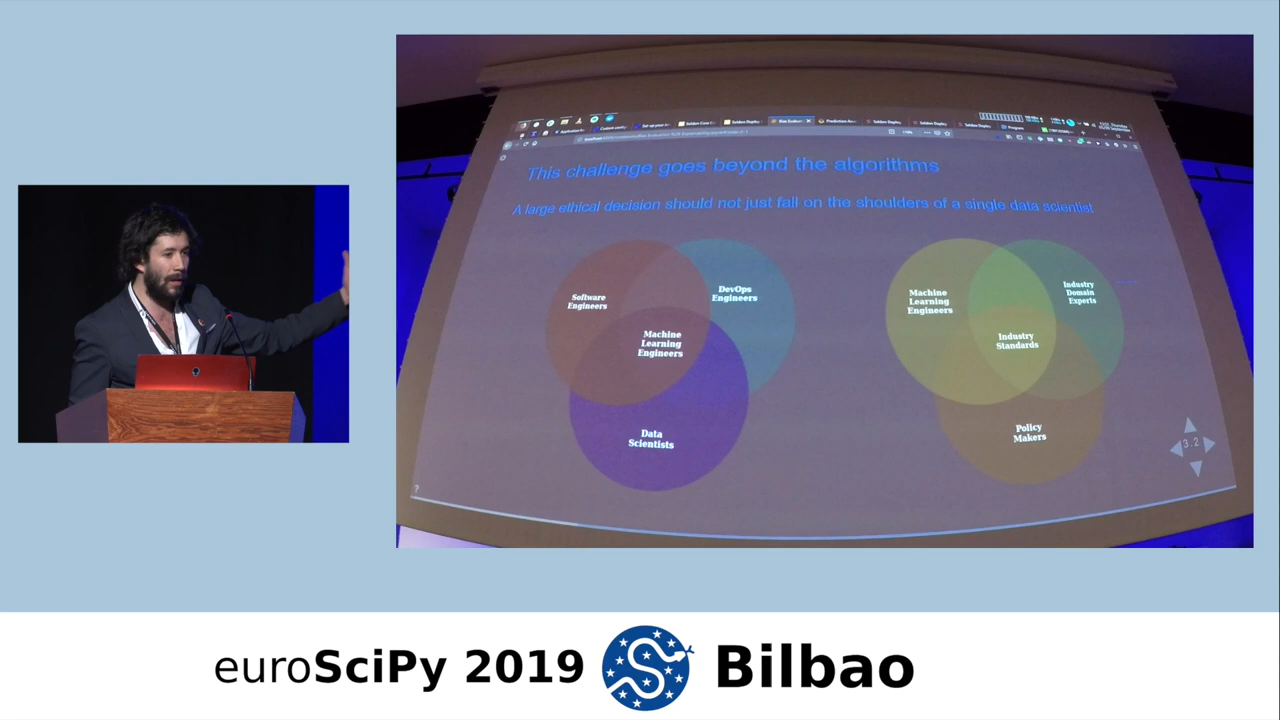 This challenge goes beyond the algorithms
A large ethical decision should not just fall on the shoulders of a single data scientist
Software
Engineers
DevOps
Engineers
Machine
Learning
Engineers
Data
Scientists
Machine
Learning
Engineers
Industry
Domain
Experts
Industry
Standards
Policy
Makers
3.2
?
euroSciPy 2019 Bilbao